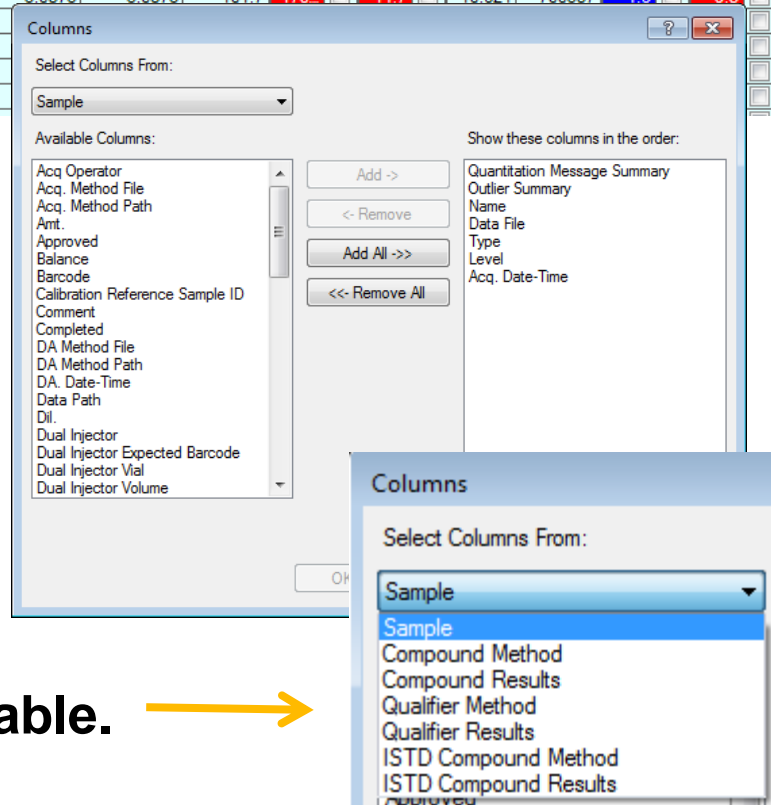 Columns
Select Columns From:
Sample
Available Columns:
Show these columns in the order:
Acq Operator
Acq. Method File
Acq. Method Path
Amt.
Approved
Balance
Barcode
Calibration Reference Sample ID
Comment
Completed
DA Method File
DA Method Path
DA. Date-Time
Data Path
Dil.
Dual Injector
Dual Injector Expected Barcode
Dual Injector Vial
Dual Injector Volume
Add ->
<- Remove
Add All ->>
<<- Remove All
Quantitation Message Summary
Outlier Summary
Name
Data File
Type
Level
Acq. Date-Time
Columns
Select Columns From:
Sample
Sample
Compound Method
Compound Results
Qualifier Method
Qualifier Results
ISTD Compound Method
ISTD Compound Results
Approved
able.